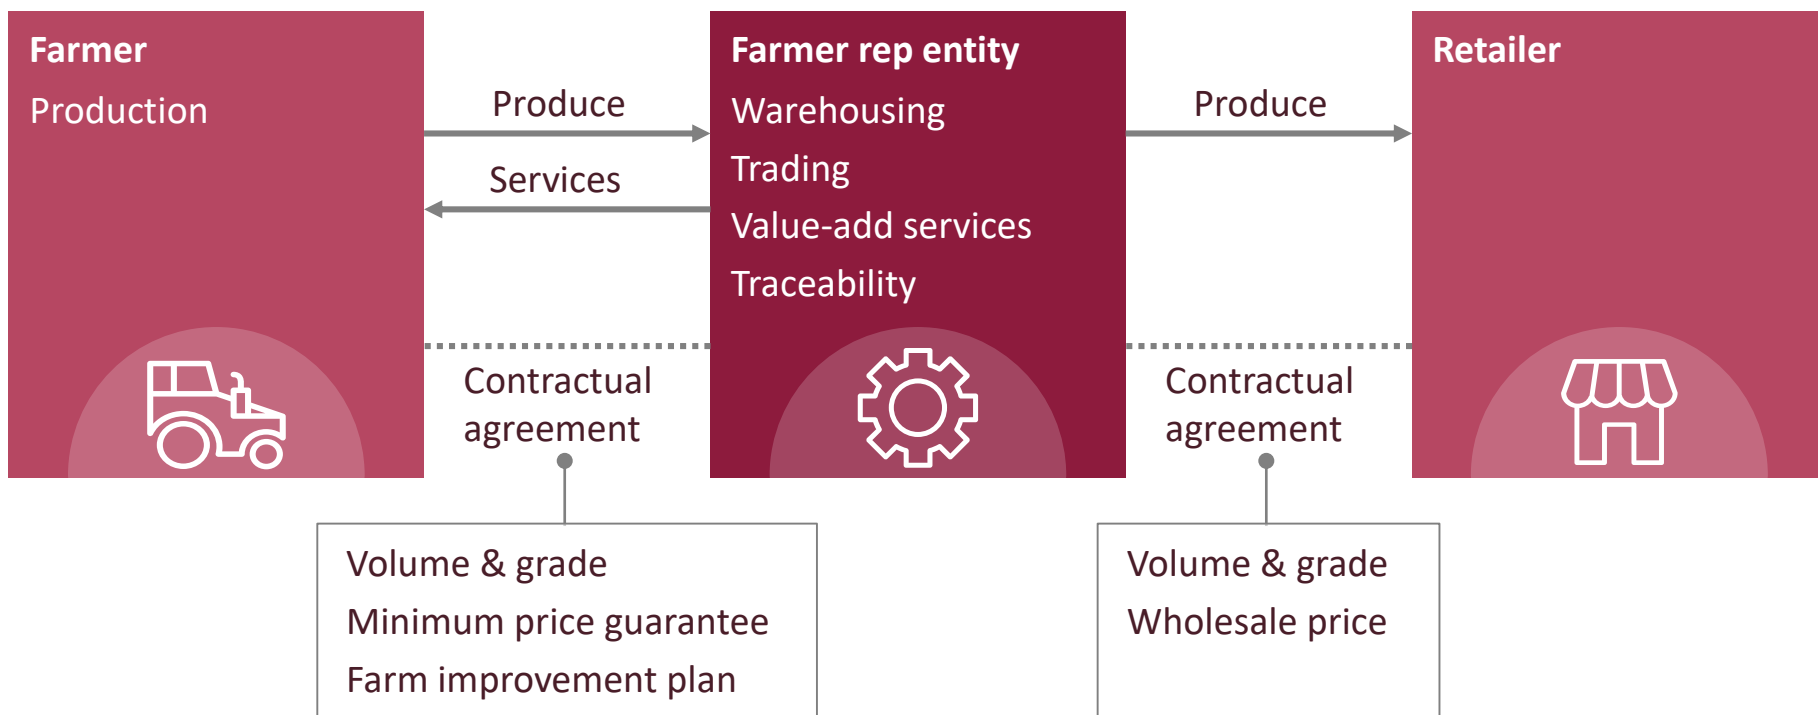 Farmer
Production
Produce
Services
Farmer rep entity
Warehousing
Trading
Value-add services
Traceability
Produce
Retailer
Contractual
agreement
Contractual
agreement
Volume & grade
Minimum price guarantee
Farm improvement plan
Volume & grade
Wholesale price